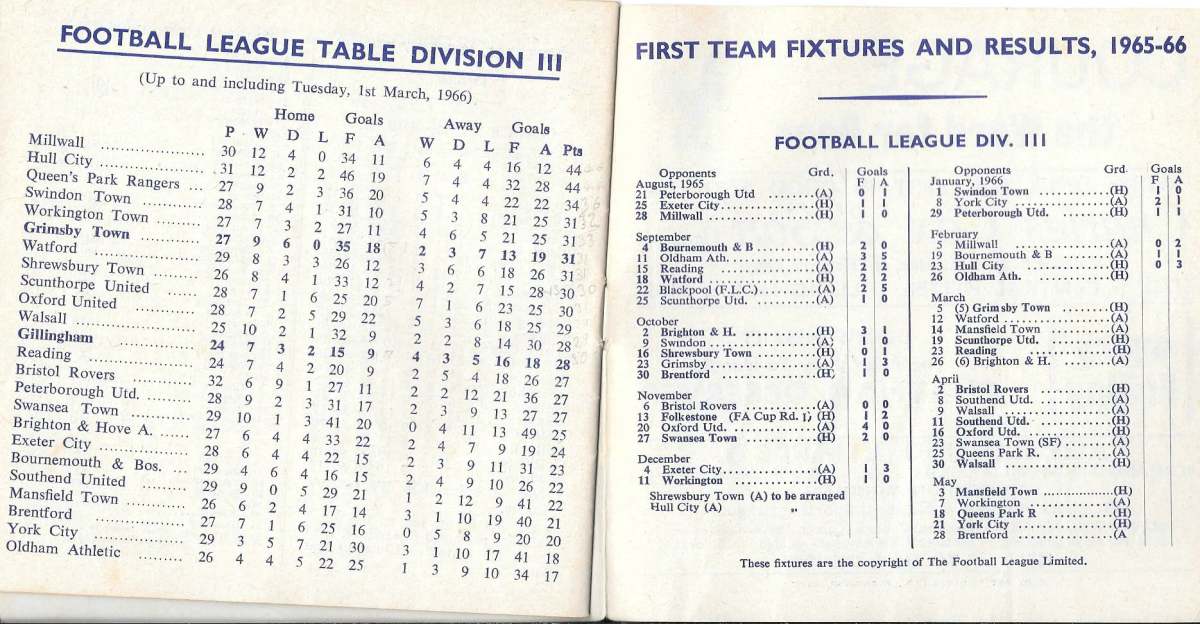 FOOTBALL LEAGUE TABLE DIVISION III
(Up to and including Tuesday, 1st March, 1966)
Home Goals Away Goals
P W D L F A W D L F A Pts
Millwall ........ 30 12 4 0 34 11 6 4 4 16 12 44
Hull City ........ 31 12 2 2 46 19 7 4 4 32 28 44
Queen's Park Rangers ... 27 9 2 3 36 20 5 4 4 22 22 34
Swindon Town ........ 28 7 4 1 31 10 5 3 8 21 25 31
Workington Town ........ 27 7 3 2 27 11 4 6 5 21 25 31
Grimsby Town ........ 27 9 6 0 35 18 2 3 7 13 19 31
Watford ........ 29 8 3 3 26 12 3 6 6 18 26 31
Shrewsbury Town ........ 26 8 4 1 33 12 4 2 7 15 28 30
Scunthorpe United ...... 28 7 1 6 25 20 7 1 6 23 25 30
Oxford United ........ 28 7 2 5 29 22 5 3 6 18 25 29
Walsall ........ 25 10 2 1 32 9 2 2 8 14 30 28
Gillingham ........ 24 7 3 2 15 9 4 3 5 16 18 28
Reading ........ 24 7 4 2 20 9 2 5 4 18 26 27
Bristol Rovers ........ 32 6 9 1 27 11 2 2 12 21 36 27
Peterborough Utd. ........ 28 9 2 3 31 17 2 3 9 13 27 27
Swansea Town ........ 29 10 1 3 41 20 0 4 11 13 49 25
Brighton & Hove A. ...... 27 6 4 4 33 22 2 4 7 9 19 24
Exeter City ........ 28 6 4 4 22 15 2 3 9 11 31 23
Bournemouth & Bos. ... 29 4 6 4 16 15 2 4 9 10 26 22
Southend United ........ 29 9 0 5 29 21 1 2 12 9 41 22
Mansfield Town ........ 26 6 2 4 17 14 3 1 10 19 40 21
Brentford ........ 27 7 1 6 25 16 0 5 8 9 20 20
York City ........ 29 3 5 7 21 30 3 1 10 17 41 18
Oldham Athletic ........ 26 4 4 5 22 25 1 3 9 10 34 17
FIRST TEAM FIXTURES AND RESULTS, 1965-66
FOOTBALL LEAGUE DIV. III
Opponents Grd. Goals
August, 1965 F A
21 Peterborough Utd ........(A) 0 1
25 Exeter City ........(H) 1 1
28 Millwall ........(H) 1 0
September
4 Bournemouth & B ........(H) 2 0
11 Oldham Ath. ........(A) 3 5
15 Reading ........(A) 2 2
18 Watford ........(H) 2 2
22 Blackpool (F.L.C.) ........(A) 2 5
25 Scunthorpe Utd. ........(A) 1 0
October
2 Brighton & H. ........(H) 3 1
9 Swindon ........(A) 1 0
16 Shrewsbury Town ........(H) 0 1
23 Grimsby ........(A) 1 3
30 Brentford ........(H) 1 0
November
6 Bristol Rovers ........(A) 0 0
13 Folkestone (FA Cup Rd. 1)(H) 1 2
20 Oxford Utd. ........(A) 4 0
27 Swansea Town ........(H) 2 0
December
4 Exeter City ........(A) 1 3
11 Workington ........(H) 1 0
Shrewsbury Town (A) to be arranged
Hull City (A) "
Opponents Grd. Goals
January, 1966 F A
1 Swindon Town ........(H) 1 0
8 York City ........(A) 2 1
29 Peterborough Utd. ........(H) 1 1
February
5 Millwall ........(A) 0 2
19 Bournemouth & B ........(A) 1 1
23 Hull City ........(H) 0 3
26 Oldham Ath. ........(H)
March
5 (5) Grimsby Town ........(H)
12 Watford ........(A)
14 Mansfield Town ........(A)
19 Scunthorpe Utd. ........(H)
23 Reading ........(H)
26 (6) Brighton & H. ........(A)
April
2 Bristol Rovers ........(H)
8 Southend Utd. ........(A)
9 Walsall ........(A)
11 Southend Utd. ........(H)
16 Oxford Utd. ........(H)
23 Swansea Town (SF) ........(A)
25 Queens Park R. ........(A)
30 Walsall ........(H)
May
3 Mansfield Town ........(H)
7 Workington ........(A)
18 Queens Park R ........(H)
21 York City ........(H)
28 Brentford ........(A
These fixtures are the copyright of The Football League Limited.